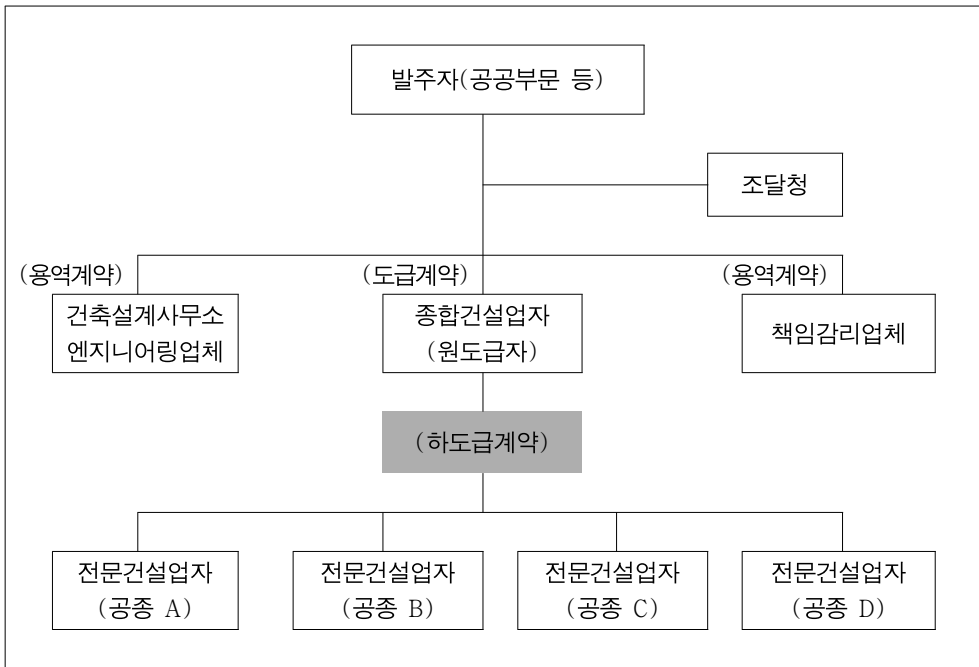 발주자(공공부문 등)
조달청
(용역계약)
(도급계약)
(용역계약)
건축설계사무소
엔지니어링업체
종합건설업자
(원도급자)
책임감리업체
(하도급계약)
전문건설업자
(공종 A)
전문건설업자
(공종 B)
전문건설업자
(공종 C)
전문건설업자
(공종 D)